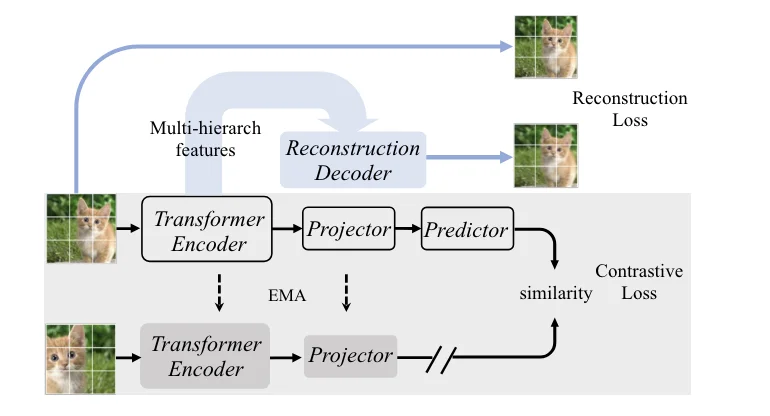 Reconstruction
Loss
Multi-hierarch
features
Reconstruction
Decoder
Transformer
Encoder
Projector
Predictor
EMA
similarity
Contrastive
Loss
Transformer
Encoder
Projector